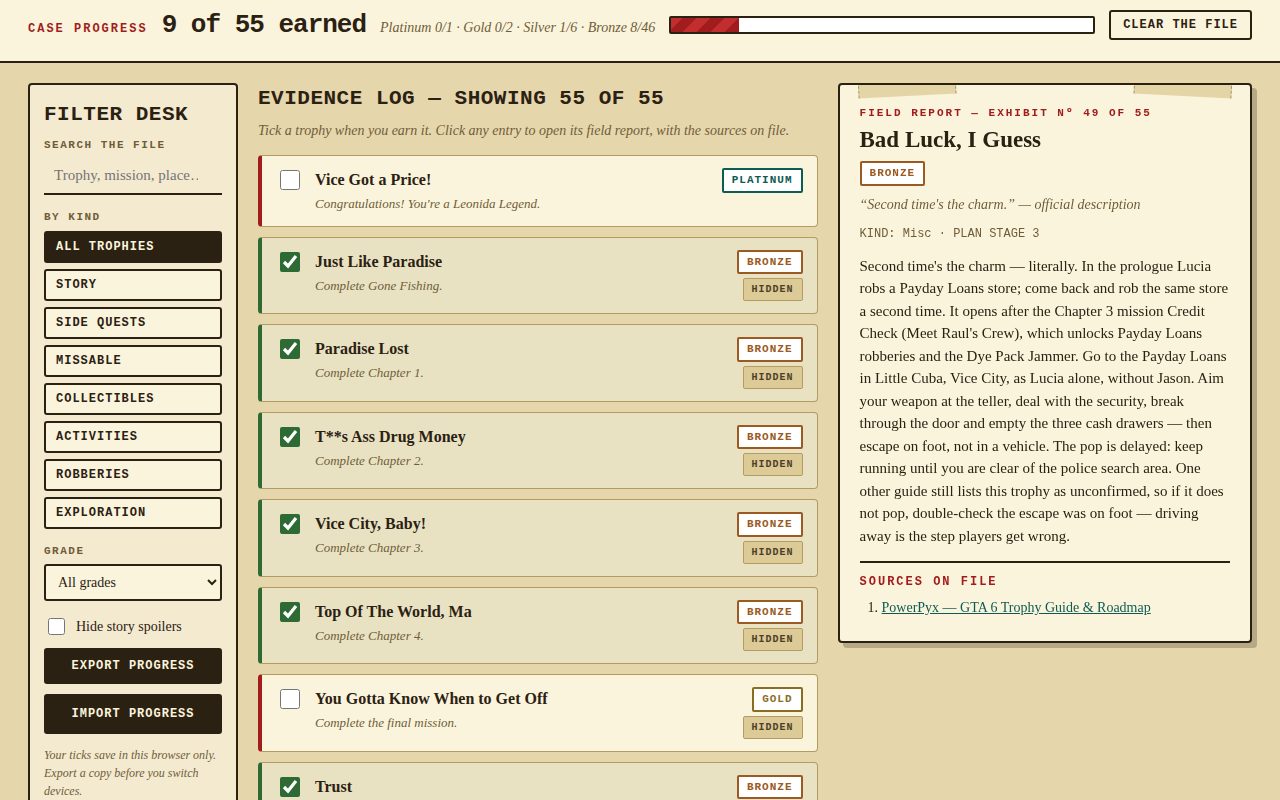 CASE PROGRESS 9 of 55 earned Platinum 0/1 · Gold 0/2 · Silver 1/6 · Bronze 8/46 CLEAR THE FILE
FILTER DESK
SEARCH THE FILE
Trophy, mission, place…
BY KIND
ALL TROPHIES
STORY
SIDE QUESTS
MISSABLE
COLLECTIBLES
ACTIVITIES
ROBBERIES
EXPLORATION
GRADE
All grades
Hide story spoilers
EXPORT PROGRESS
IMPORT PROGRESS
Your ticks save in this browser only.
Export a copy before you switch
devices.
EVIDENCE LOG — SHOWING 55 OF 55
Tick a trophy when you earn it. Click any entry to open its field report, with the sources on file.
Vice Got a Price! PLATINUM
Congratulations! You're a Leonida Legend.
Just Like Paradise BRONZE
Complete Gone Fishing. HIDDEN
Paradise Lost BRONZE
Complete Chapter 1. HIDDEN
T**s Ass Drug Money BRONZE
Complete Chapter 2. HIDDEN
Vice City, Baby! BRONZE
Complete Chapter 3. HIDDEN
Top Of The World, Ma BRONZE
Complete Chapter 4. HIDDEN
You Gotta Know When to Get Off GOLD
Complete the final mission. HIDDEN
Trust BRONZE
FIELD REPORT — EXHIBIT Nº 49 OF 55
Bad Luck, I Guess
BRONZE
“Second time's the charm.” — official description
KIND: Misc · PLAN STAGE 3
Second time's the charm — literally. In the prologue Lucia
robs a Payday Loans store; come back and rob the same store
a second time. It opens after the Chapter 3 mission Credit
Check (Meet Raul's Crew), which unlocks Payday Loans
robberies and the Dye Pack Jammer. Go to the Payday Loans
in Little Cuba, Vice City, as Lucia alone, without Jason. Aim
your weapon at the teller, deal with the security, break
through the door and empty the three cash drawers — then
escape on foot, not in a vehicle. The pop is delayed: keep
running until you are clear of the police search area. One
other guide still lists this trophy as unconfirmed, so if it does
not pop, double-check the escape was on foot — driving
away is the step players get wrong.
SOURCES ON FILE
1. PowerPyx — GTA 6 Trophy Guide & Roadmap